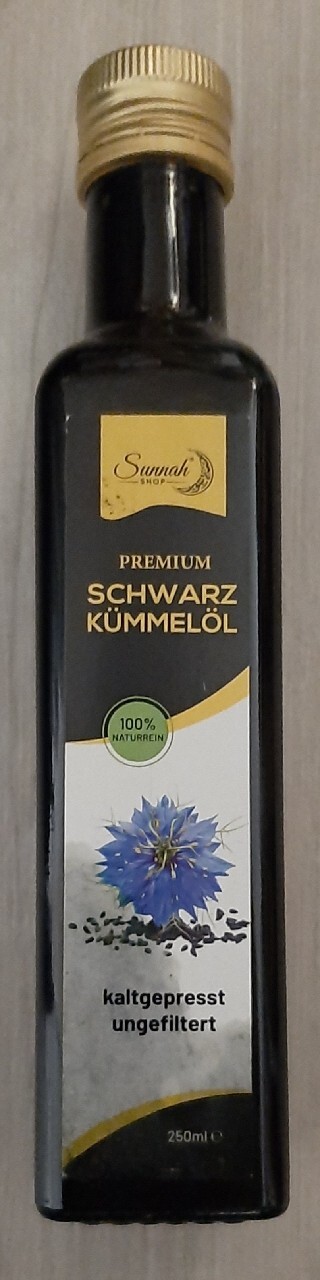 Sunnah®
SHOP
PREMIUM
SCHWARZ
KÜMMELÖL
100%
NATURREIN
kaltgepresst
ungefiltert
250ml ℮